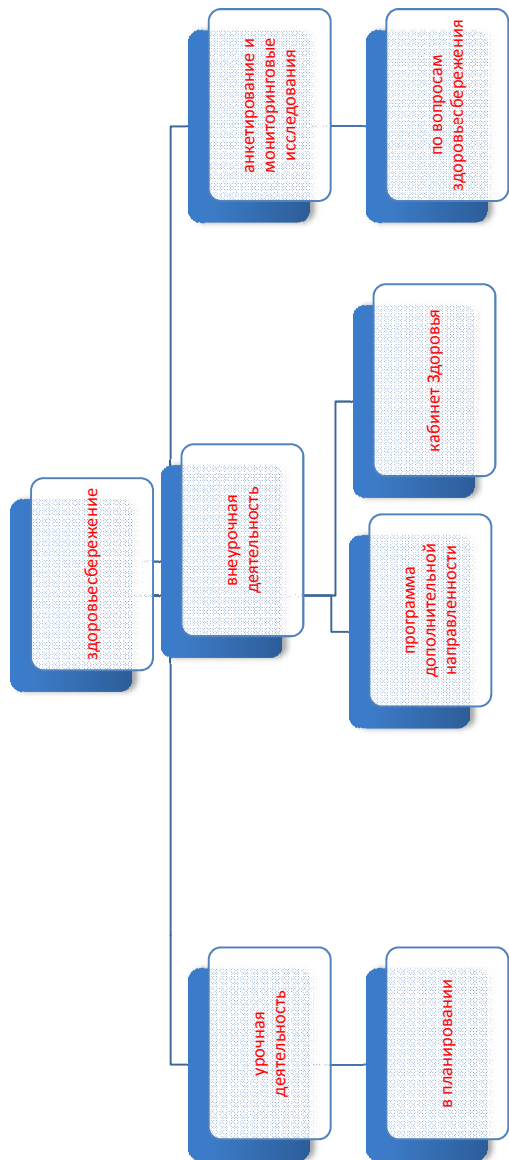 здоровьесбережение
урочная
деятельность
внеурочная
деятельность
анкетирование и
мониторинговые
исследования
в планировании
программа
дополнительной
направленности
кабинет Здоровья
по вопросам
здоровьесбережения